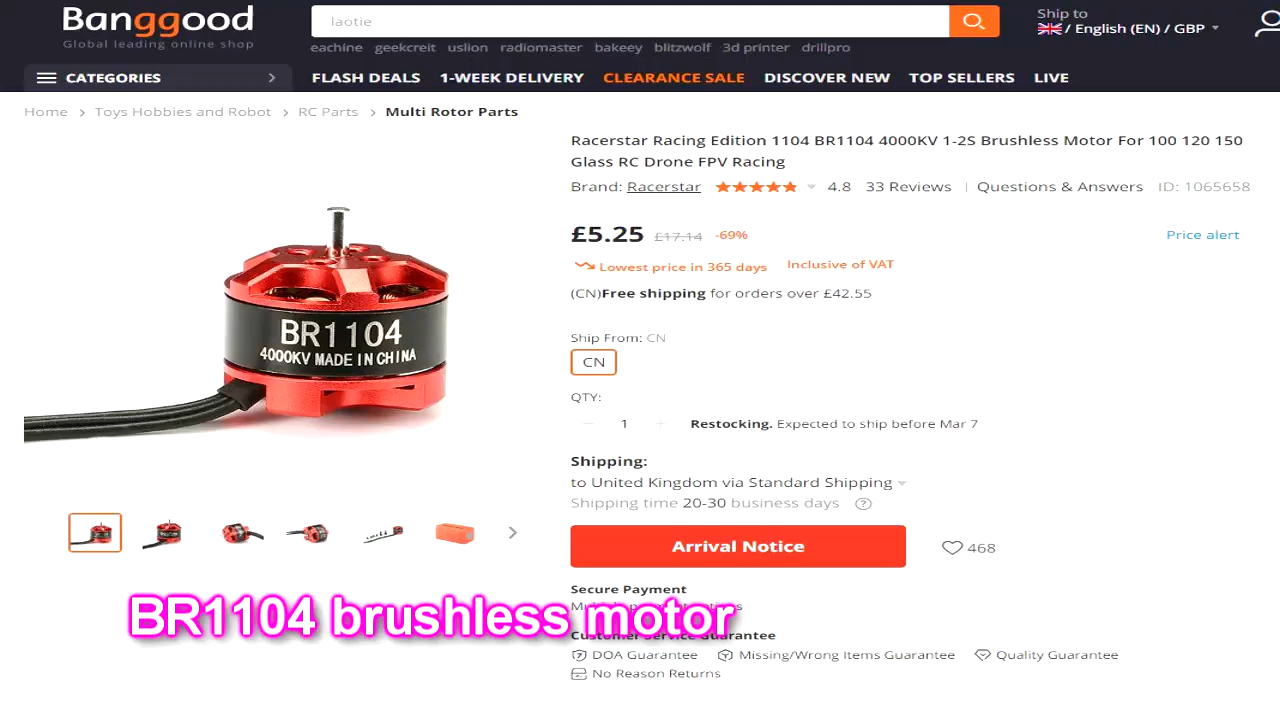 Banggood
Global leading online shop
laotie
Ship to
/ English (EN) / GBP
eachine geekcreit uslion radiomaster bakeey blitzwolf 3d printer drillpro
CATEGORIES
FLASH DEALS 1-WEEK DELIVERY CLEARANCE SALE DISCOVER NEW TOP SELLERS LIVE
Home > Toys Hobbies and Robot > RC Parts > Multi Rotor Parts
Racerstar Racing Edition 1104 BR1104 4000KV 1-2S Brushless Motor For 100 120 150
Glass RC Drone FPV Racing
Brand: Racerstar 4.8 33 Reviews | Questions & Answers ID: 1065658
£5.25 £17.14 -69% Price alert
Lowest price in 365 days Inclusive of VAT
(CN)Free shipping for orders over £42.55
BR1104
4000KV MADE IN CHINA
Ship From: CN
CN
QTY:
− 1 + Restocking. Expected to ship before Mar 7
Shipping:
to United Kingdom via Standard Shipping
Shipping time 20-30 business days ?
Arrival Notice
468
Secure Payment
BR1104 brushless motor
Customer Service Guarantee
DOA Guarantee Missing/Wrong Items Guarantee Quality Guarantee
No Reason Returns